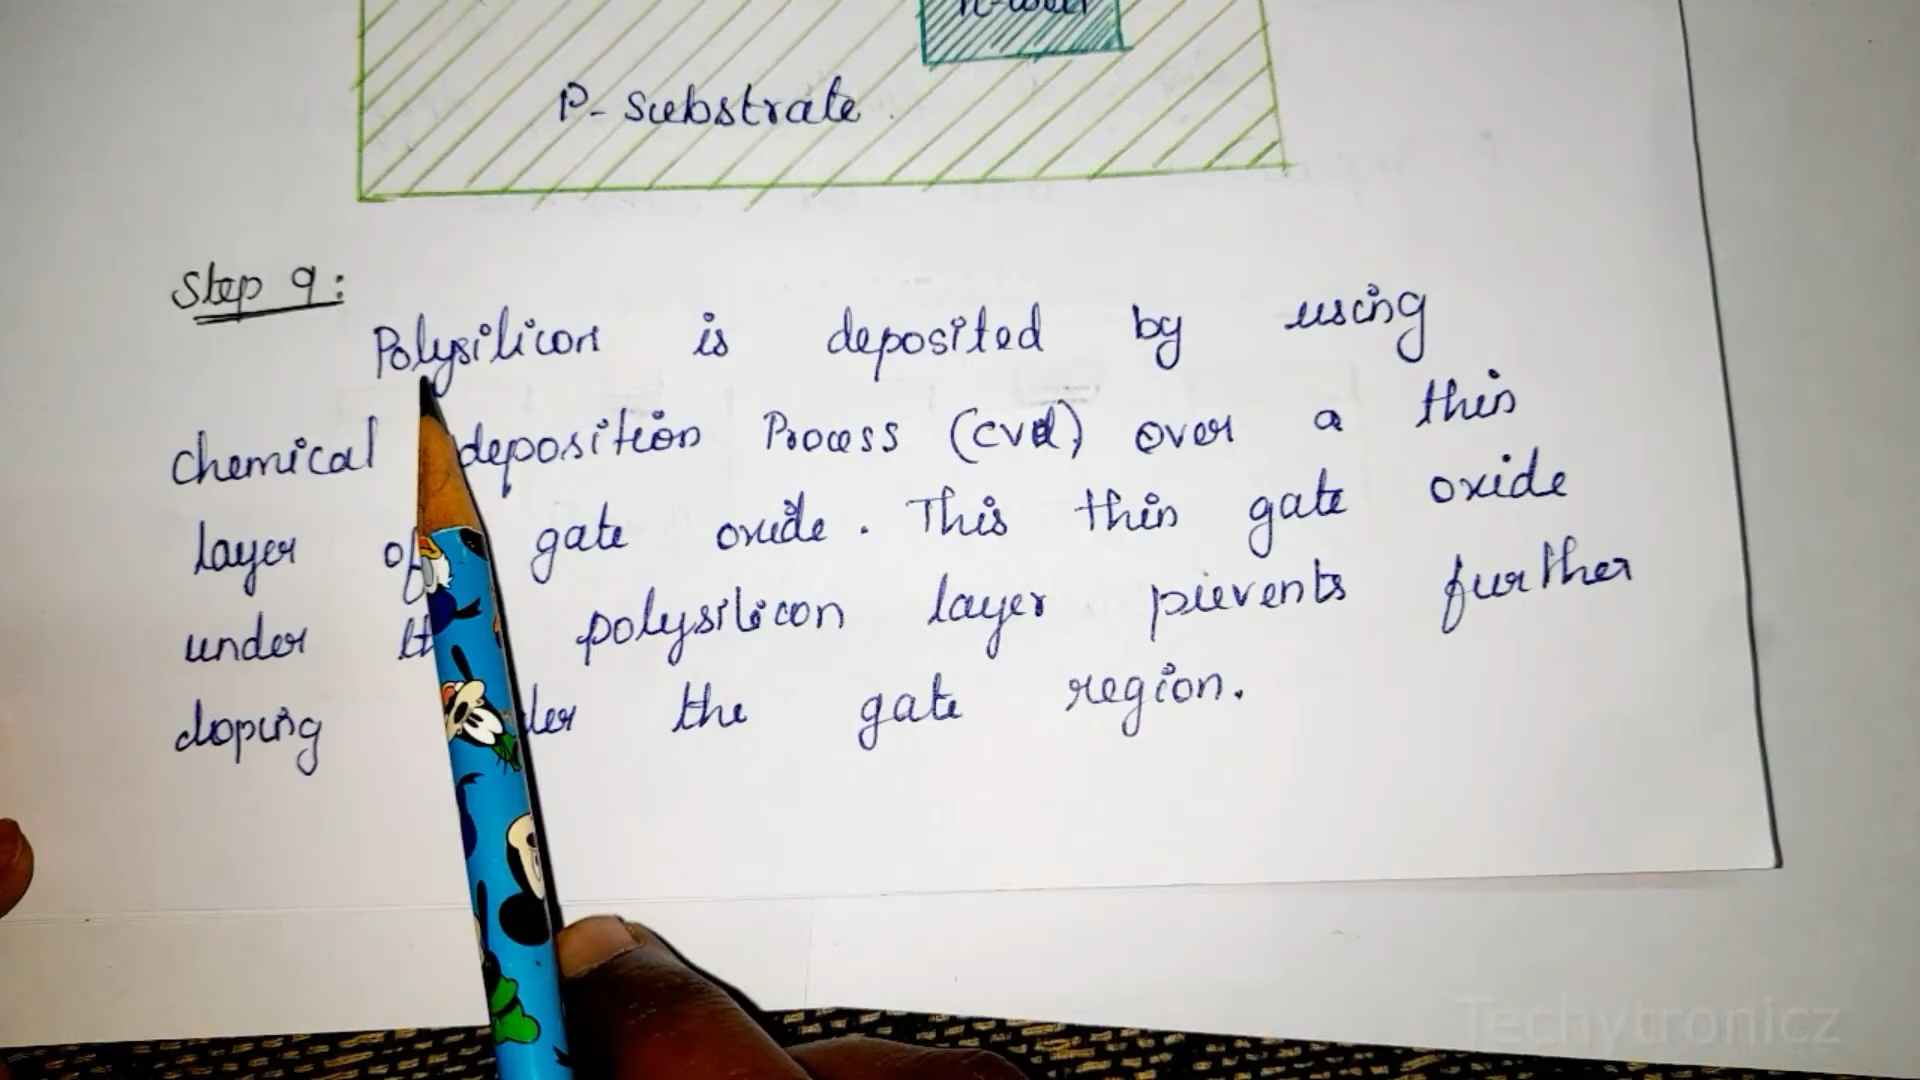 P-substrate
Step 9:
Polysilicon is deposited by using
chemical deposition Process (cvd) over a thin
layer of gate oxide. This thin gate oxide
under polysilicon layer prevents further
doping the gate region.
Techytronicz